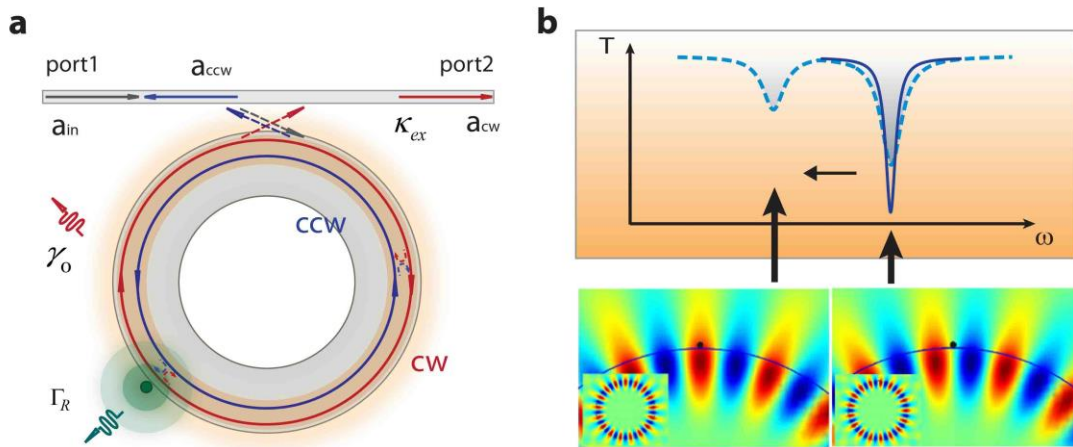 a
port1
a_ccw
port2
a_in
κ_ex
a_cw
γ_o
ccw
cw
Γ_R
b
T
ω